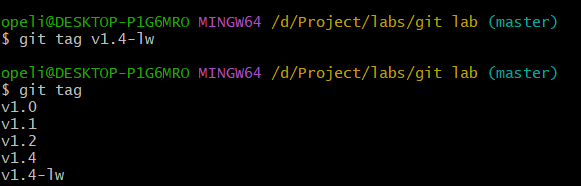 opeli@DESKTOP-P1G6MRO MINGW64 /d/Project/labs/git lab (master)
$ git tag v1.4-lw
opeli@DESKTOP-P1G6MRO MINGW64 /d/Project/labs/git lab (master)
$ git tag
v1.0
v1.1
v1.2
v1.4
v1.4-lw